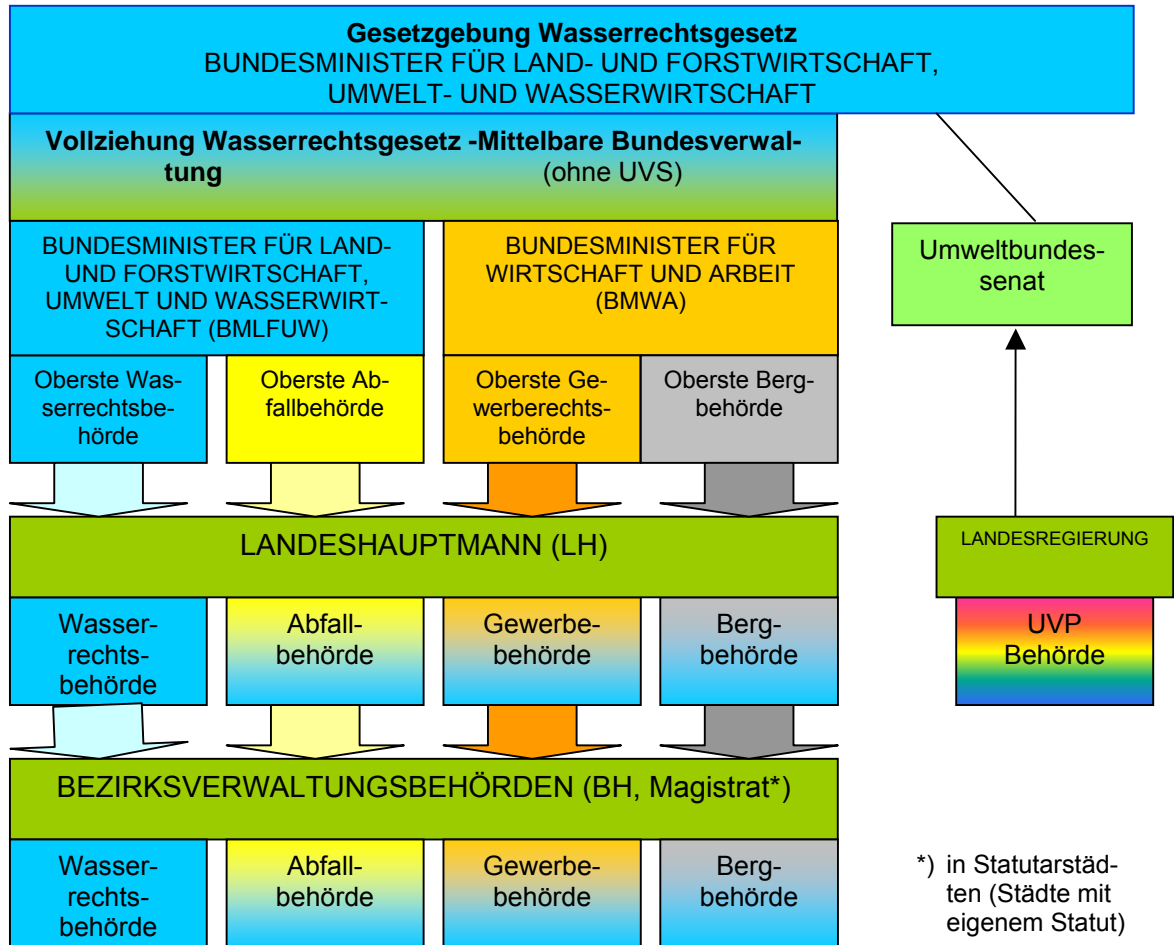 Gesetzgebung Wasserrechtsgesetz
BUNDESMINISTER FÜR LAND- UND FORSTWIRTSCHAFT,
UMWELT- UND WASSERWIRTSCHAFT
Vollziehung Wasserrechtsgesetz -Mittelbare Bundesverwal-
tung (ohne UVS)
BUNDESMINISTER FÜR LAND-
UND FORSTWIRTSCHAFT,
UMWELT UND WASSERWIRT-
SCHAFT (BMLFUW)
BUNDESMINISTER FÜR
WIRTSCHAFT UND ARBEIT
(BMWA)
Umweltbundes-
senat
Oberste Was-
serrechtsbe-
hörde
Oberste Ab-
fallbehörde
Oberste Ge-
werberechts-
behörde
Oberste Berg-
behörde
LANDESHAUPTMANN (LH)
LANDESREGIERUNG
Wasser-
rechts-
behörde
Abfall-
behörde
Gewerbe-
behörde
Berg-
behörde
UVP
Behörde
BEZIRKSVERWALTUNGSBEHÖRDEN (BH, Magistrat*)
Wasser-
rechts-
behörde
Abfall-
behörde
Gewerbe-
behörde
Berg-
behörde
*) in Statutarstäd-
ten (Städte mit
eigenem Statut)